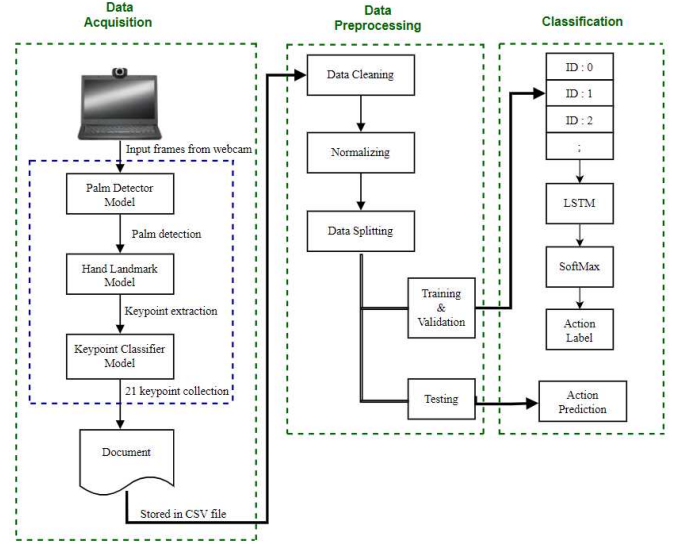 Data
Acquisition
Input frames from webcam
Palm Detector
Model
Palm detection
Hand Landmark
Model
Keypoint extraction
Keypoint Classifier
Model
21 keypoint collection
Document
Stored in CSV file
Data
Preprocessing
Data Cleaning
Normalizing
Data Splitting
Training
&
Validation
Testing
Classification
ID : 0
ID : 1
ID : 2
;
LSTM
SoftMax
Action
Label
Action
Prediction